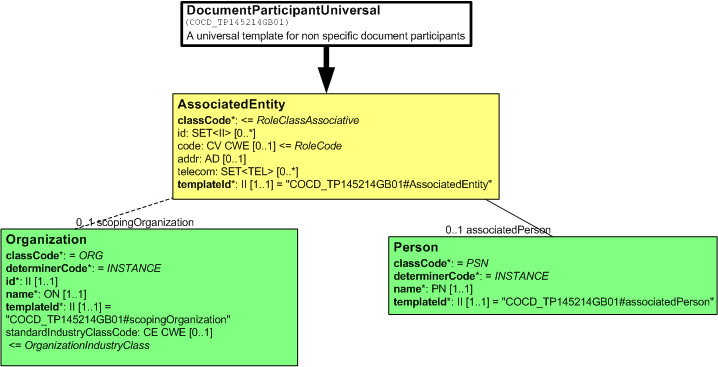 DocumentParticipantUniversal
(COCD_TP145214GB01)
A universal template for non specific document participants
AssociatedEntity
classCode*: <= RoleClassAssociative
id: SET<II> [0..*]
code: CV CWE [0..1] <= RoleCode
addr: AD [0..1]
telecom: SET<TEL> [0..*]
templateId*: II [1..1] = "COCD_TP145214GB01#AssociatedEntity"
0..1 scopingOrganization
0..1 associatedPerson
Organization
classCode*: = ORG
determinerCode*: = INSTANCE
id*: II [1..1]
name*: ON [1..1]
templateId*: II [1..1] =
"COCD_TP145214GB01#scopingOrganization"
standardIndustryClassCode: CE CWE [0..1]
<= OrganizationIndustryClass
Person
classCode*: = PSN
determinerCode*: = INSTANCE
name*: PN [1..1]
templateId*: II [1..1] = "COCD_TP145214GB01#associatedPerson"